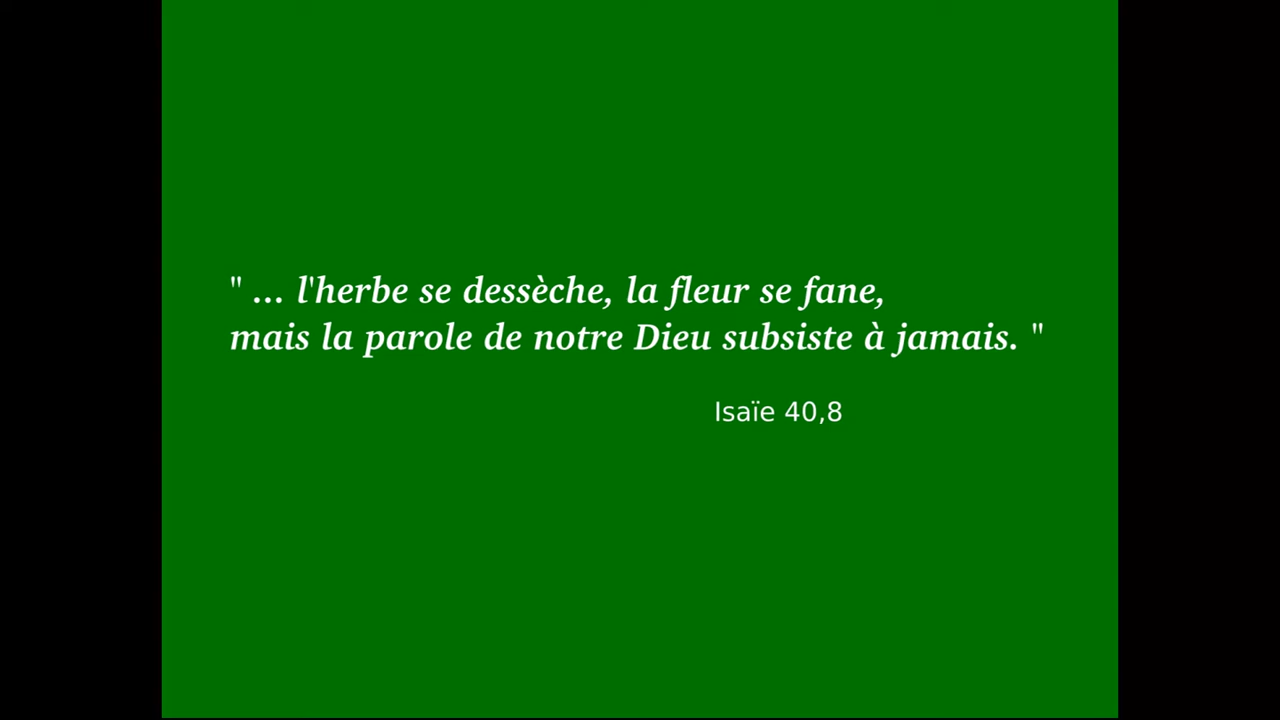 " ... l'herbe se dessèche, la fleur se fane,
mais la parole de notre Dieu subsiste à jamais. "
Isaïe 40,8